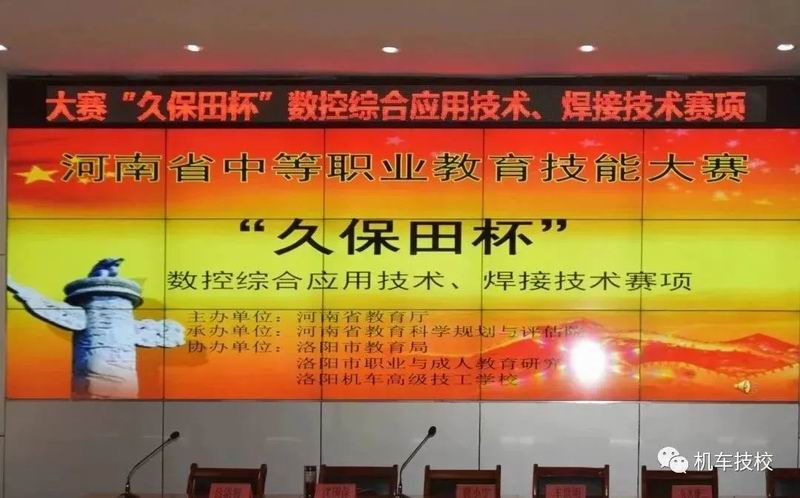 大赛“久保田杯”数控综合应用技术、焊接技术赛项
河南省中等职业教育技能大赛
“久保田杯”
数控综合应用技术、焊接技术赛项
主办单位：河南省教育厅
承办单位：河南省教育科学规划与评估院
协办单位：洛阳市教育局
洛阳市职业与成人教育研究
洛阳机车高级技工学校
机车技校